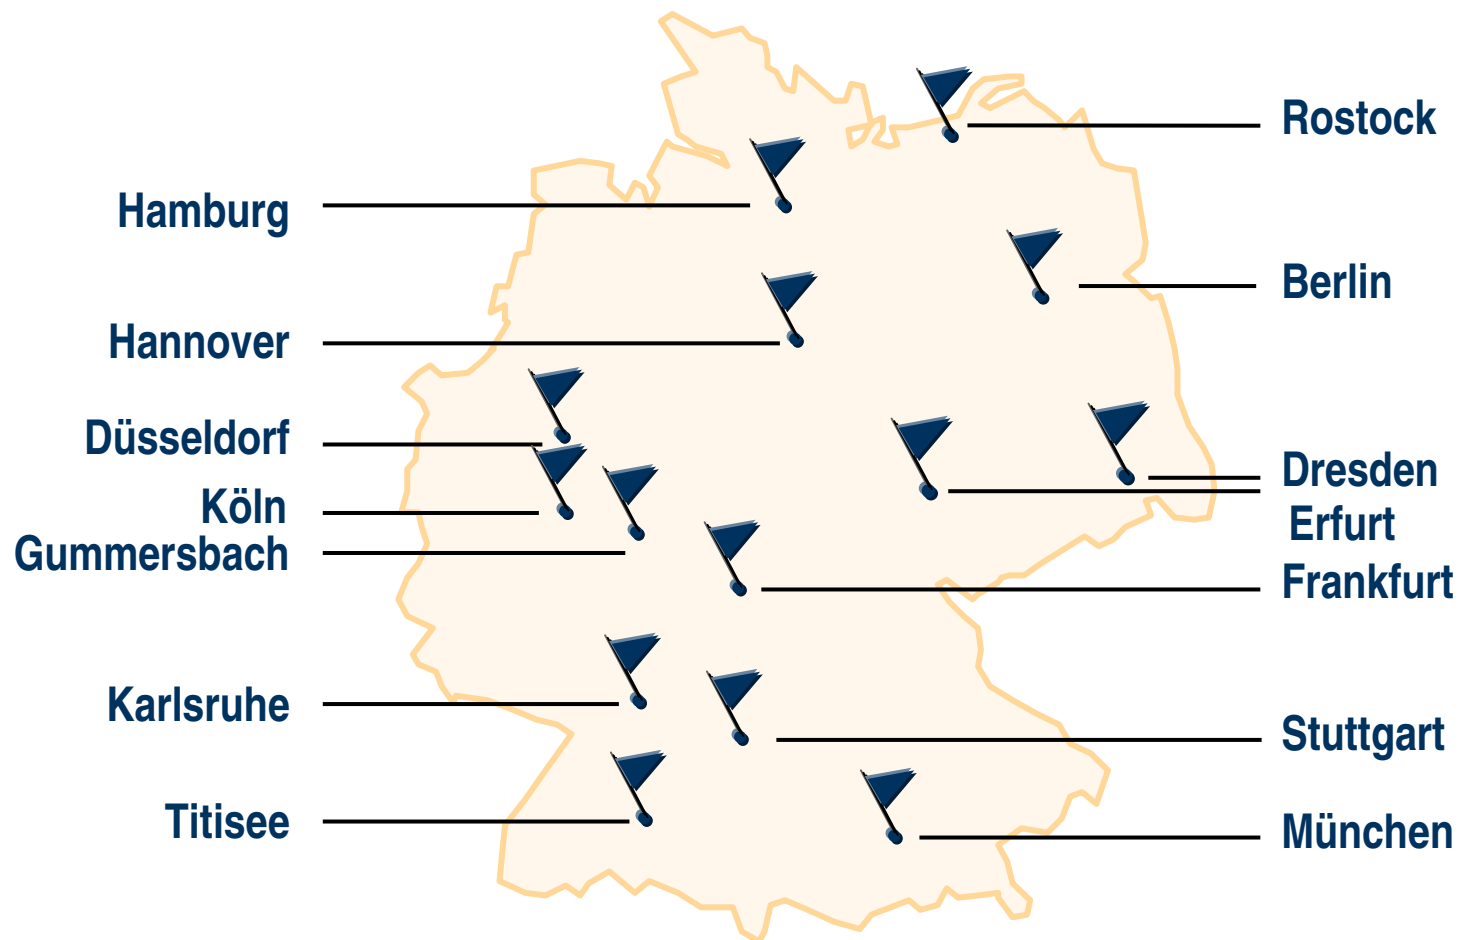 Rostock
Hamburg
Berlin
Hannover
Düsseldorf
Dresden
Köln
Erfurt
Gummersbach
Frankfurt
Karlsruhe
Stuttgart
Titisee
München